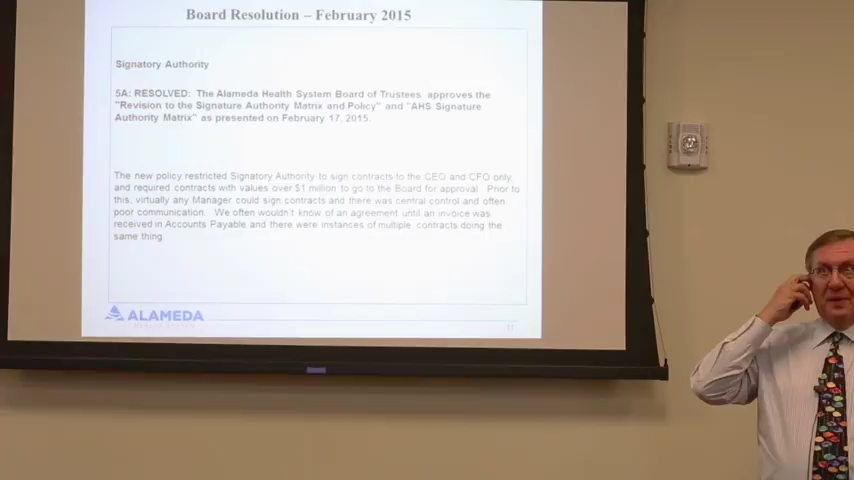 Board Resolution – February 2015
Signatory Authority
5A: RESOLVED: The Alameda Health System Board of Trustees approves the
"Revision to the Signature Authority Matrix and Policy" and "AHS Signature
Authority Matrix" as presented on February 17, 2015.
The new policy restricted Signatory Authority to sign contracts to the CEO and CFO only,
and required contracts with values over $1 million to go to the Board for approval. Prior to
this, virtually any Manager could sign contracts and there was central control and often
poor communication. We often wouldn't know of an agreement until an invoice was
received in Accounts Payable and there were instances of multiple contracts doing the
same thing
ALAMEDA
HEALTH SYSTEM